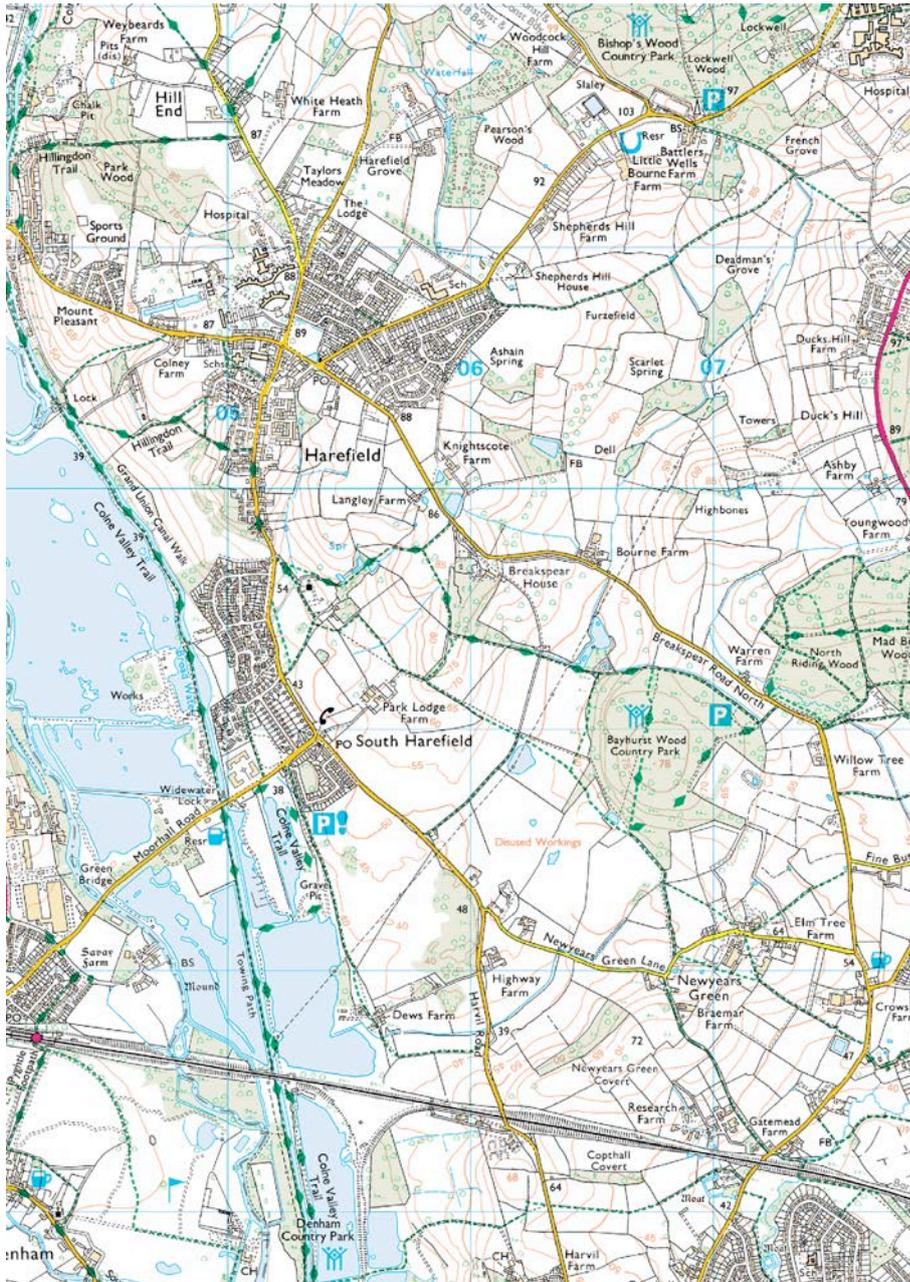 Weybeards
Farm
Pits
(dis)
Woodcock
Hill
Farm
Bishop's Wood
Country Park
Lockwell
Lockwell
Wood
Waterfall
Chalk
Pit
Hill
End
White Heath
Farm
FB
Slaley
P
97
103
Hospital
87
Pearson's
Wood
Resr
BS
Battlers
Wells
Farm
Little
Bourne
Farm
French
Grove
Hillingdon
Trail
Park
Wood
Taylors
Meadow
Harefield
Grove
92
The
Lodge
Hospital
Sports
Ground
Shepherds Hill
Farm
Deadman's
Grove
88
Sch
Shepherds Hill
House
Mount
Pleasant
87
89
Furzefield
Colney
Farm
Schs
PO
Ashain
Spring
06
Scarlet
Spring
07
Ducks Hill
Farm
97
Lock
05
88
Duck's Hill
Hillingdon
Trail
Towers
89
39
Harefield
Knightscote
Farm
Dell
FB
Ashby
Farm
Grand Union Canal Walk
Langley Farm
86
Highbones
79
Colne Valley Trail
39
Youngwood
Farm
Spr
Bourne Farm
Breakspear
House
54
Breakspear Road North
Warren
Farm
North
Riding Wood
Works
43
Park Lodge
Farm
P
PO
South Harefield
Bayhurst Wood
Country Park
78
Willow Tree
Farm
55
Widewater
Lock
38
Moorhall Road
Colne Valley
Trail
P
Resr
Disused Workings
Green
Bridge
Gravel
Pit
48
Elm Tree
Farm
64
Savay
Farm
BS
Mound
Towing Path
Newyears Green Lane
54
Highway
Farm
Newyears
Green
Braemar
Farm
Dews Farm
Harvil Road
39
72
47
Newyears Green
Covert
Research
Farm
Gatemead
Farm
FB
Copthall
Covert
64
68
Moat
42
Colne Valley
Trail
Denham
Country Park
CH
CH
Harvil
Farm
Moat
Sch